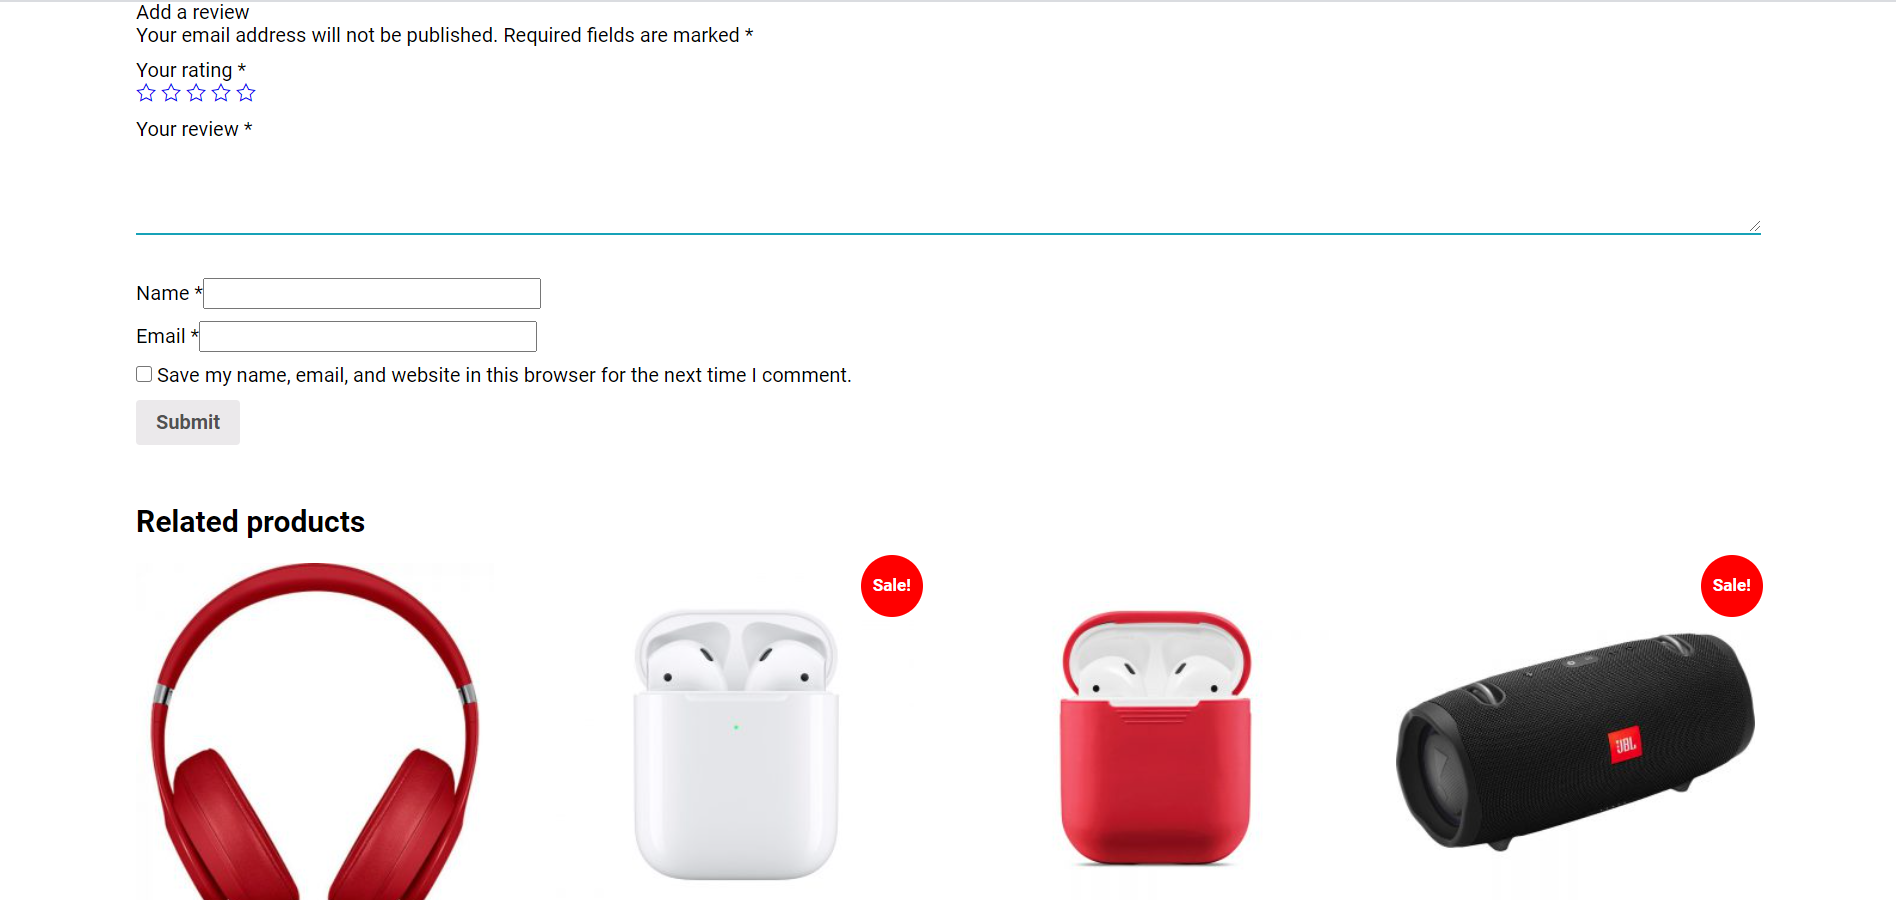 Add a review
Your email address will not be published. Required fields are marked *
Your rating *
Your review *
Name *
Email *
Save my name, email, and website in this browser for the next time I comment.
Submit
Related products
Sale!
Sale!
JBL